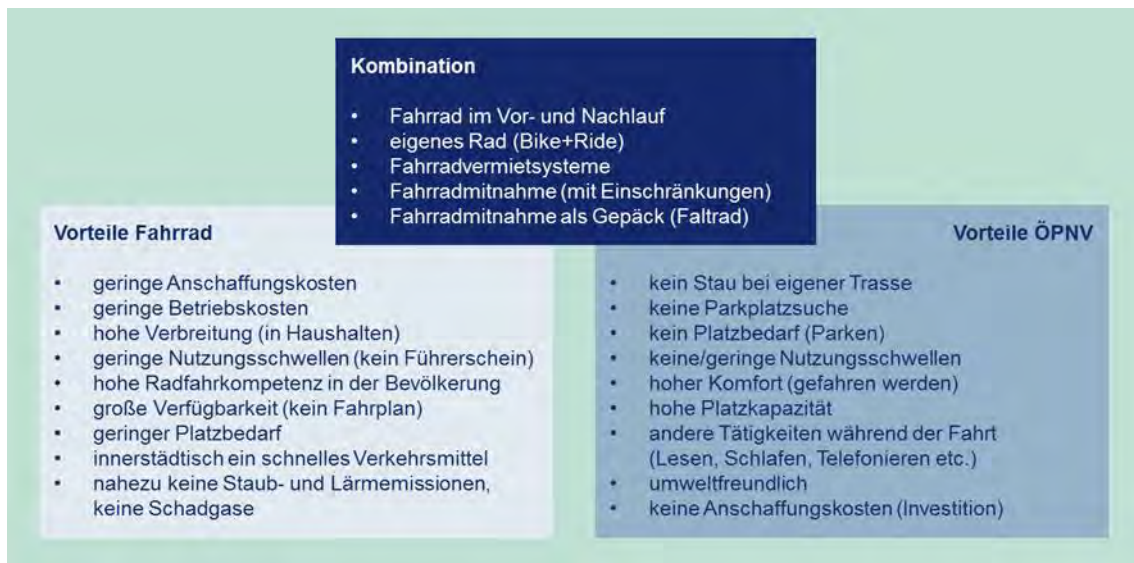 Kombination
• Fahrrad im Vor- und Nachlauf
• eigenes Rad (Bike+Ride)
• Fahrradvermietsysteme
• Fahrradmitnahme (mit Einschränkungen)
• Fahrradmitnahme als Gepäck (Faltrad)
Vorteile Fahrrad
• geringe Anschaffungskosten
• geringe Betriebskosten
• hohe Verbreitung (in Haushalten)
• geringe Nutzungsschwellen (kein Führerschein)
• hohe Radfahrkompetenz in der Bevölkerung
• große Verfügbarkeit (kein Fahrplan)
• geringer Platzbedarf
• innerstädtisch ein schnelles Verkehrsmittel
• nahezu keine Staub- und Lärmemissionen,
keine Schadgase
Vorteile ÖPNV
• kein Stau bei eigener Trasse
• keine Parkplatzsuche
• kein Platzbedarf (Parken)
• keine/geringe Nutzungsschwellen
• hoher Komfort (gefahren werden)
• hohe Platzkapazität
• andere Tätigkeiten während der Fahrt
(Lesen, Schlafen, Telefonieren etc.)
• umweltfreundlich
• keine Anschaffungskosten (Investition)